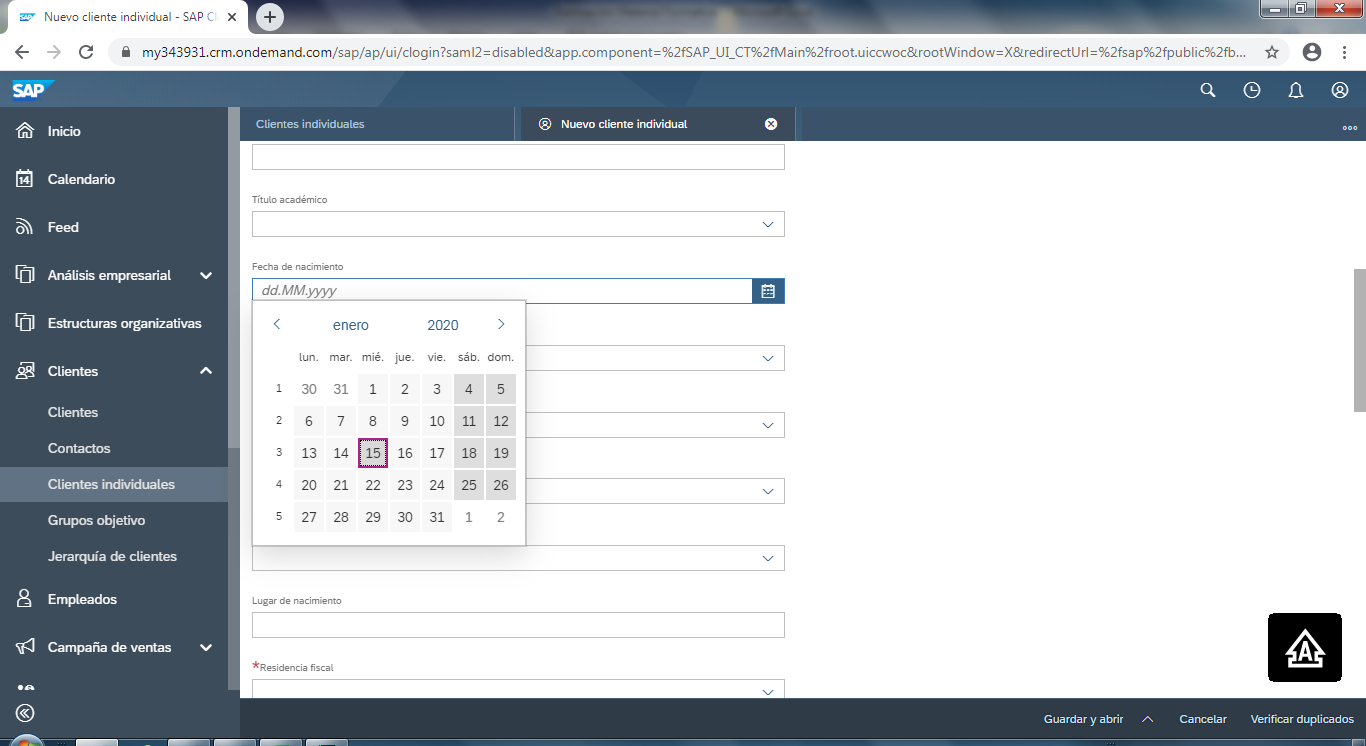 Nuevo cliente individual - SAP Cl
my343931.crm.ondemand.com/sap/ap/ui/clogin?saml2=disabled&app.component=%2fSAP_UI_CT%2fMain%2froot.uiccwoc&rootWindow=X&redirectUrl=%2fsap%2fpublic%2fb...
SAP
Inicio
14
Calendario
Feed
Análisis empresarial
Estructuras organizativas
Clientes
Clientes
Contactos
Clientes individuales
Grupos objetivo
Jerarquía de clientes
Empleados
Campaña de ventas
Clientes individuales
Nuevo cliente individual
Título académico
Fecha de nacimiento
dd.MM.yyyy
enero 2020
lun. mar. mié. jue. vie. sáb. dom.
1 30 31 1 2 3 4 5
2 6 7 8 9 10 11 12
3 13 14 15 16 17 18 19
4 20 21 22 23 24 25 26
5 27 28 29 30 31 1 2
Lugar de nacimiento
*Residencia fiscal
A
Guardar y abrir Cancelar Verificar duplicados